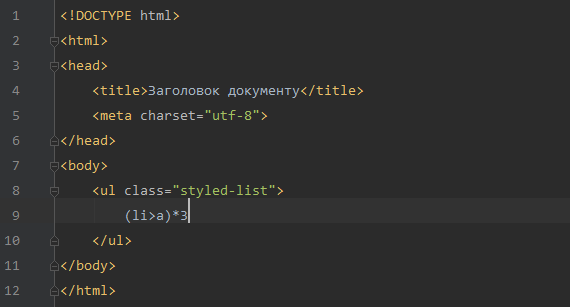 1 <!DOCTYPE html>
2 <html>
3 <head>
4 <title>Заголовок документу</title>
5 <meta charset="utf-8">
6 </head>
7 <body>
8 <ul class="styled-list">
9 (li>a)*3
10 </ul>
11 </body>
12 </html>